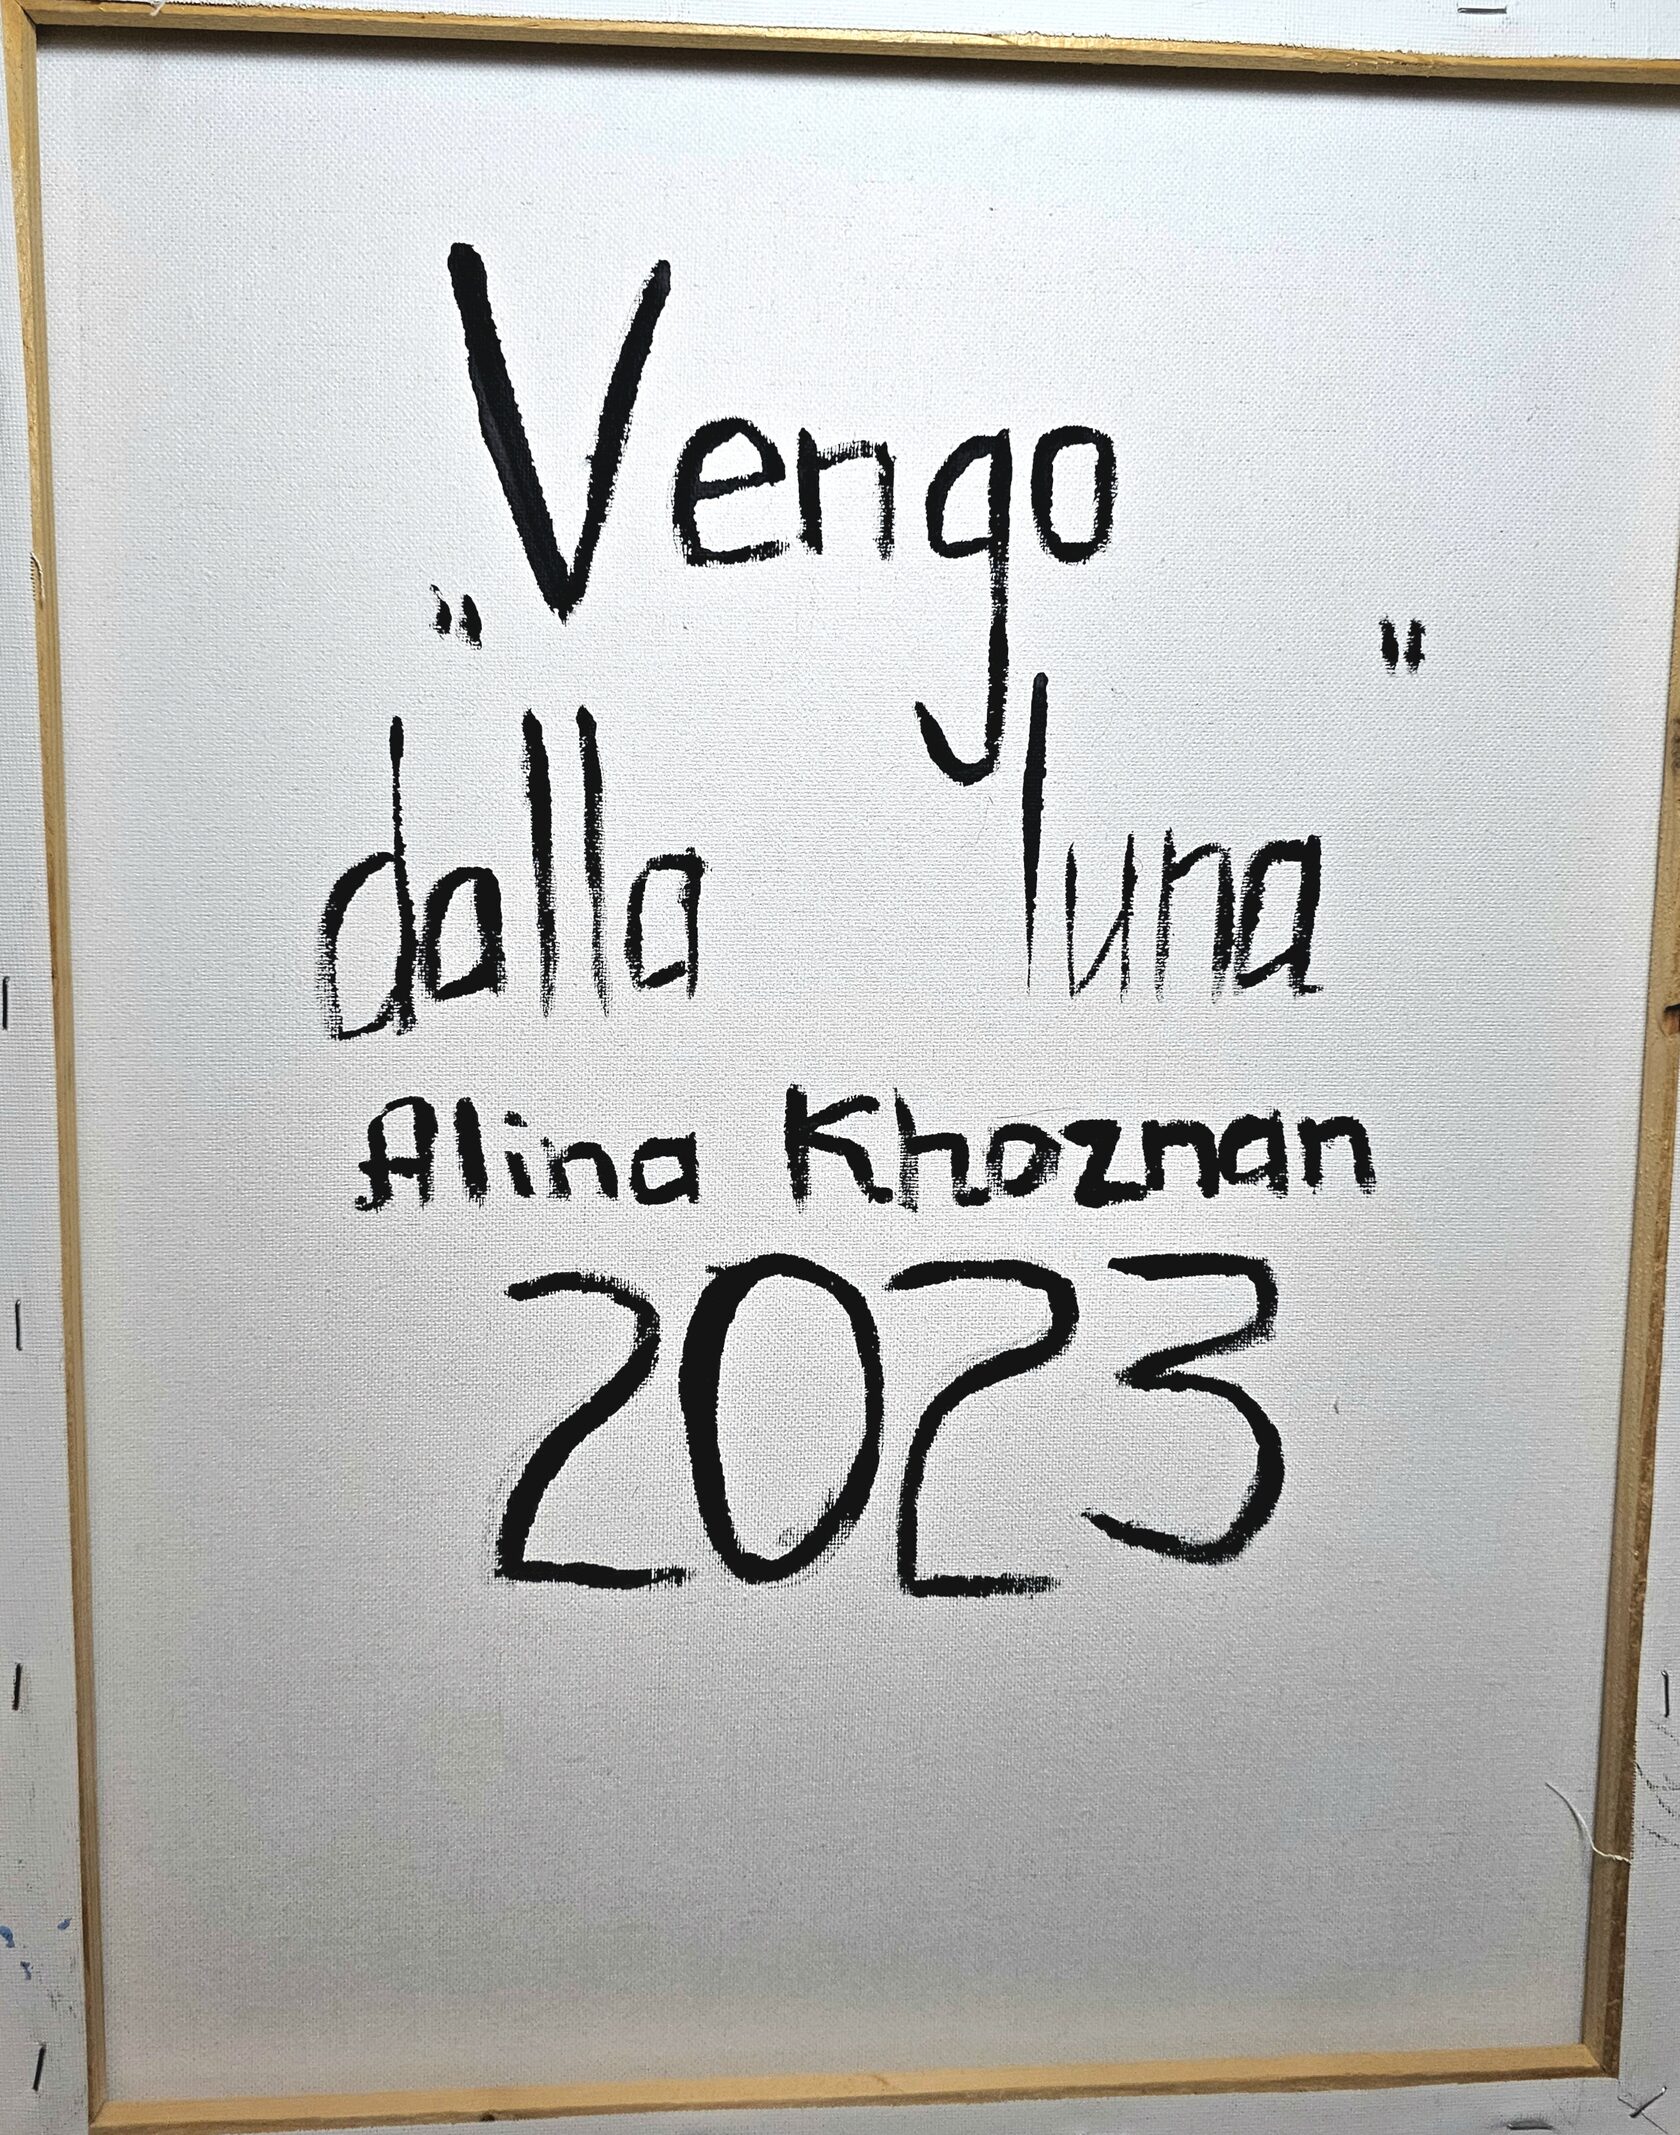 Vengo
„ "
dalla luna
Alina Khoznan
2023